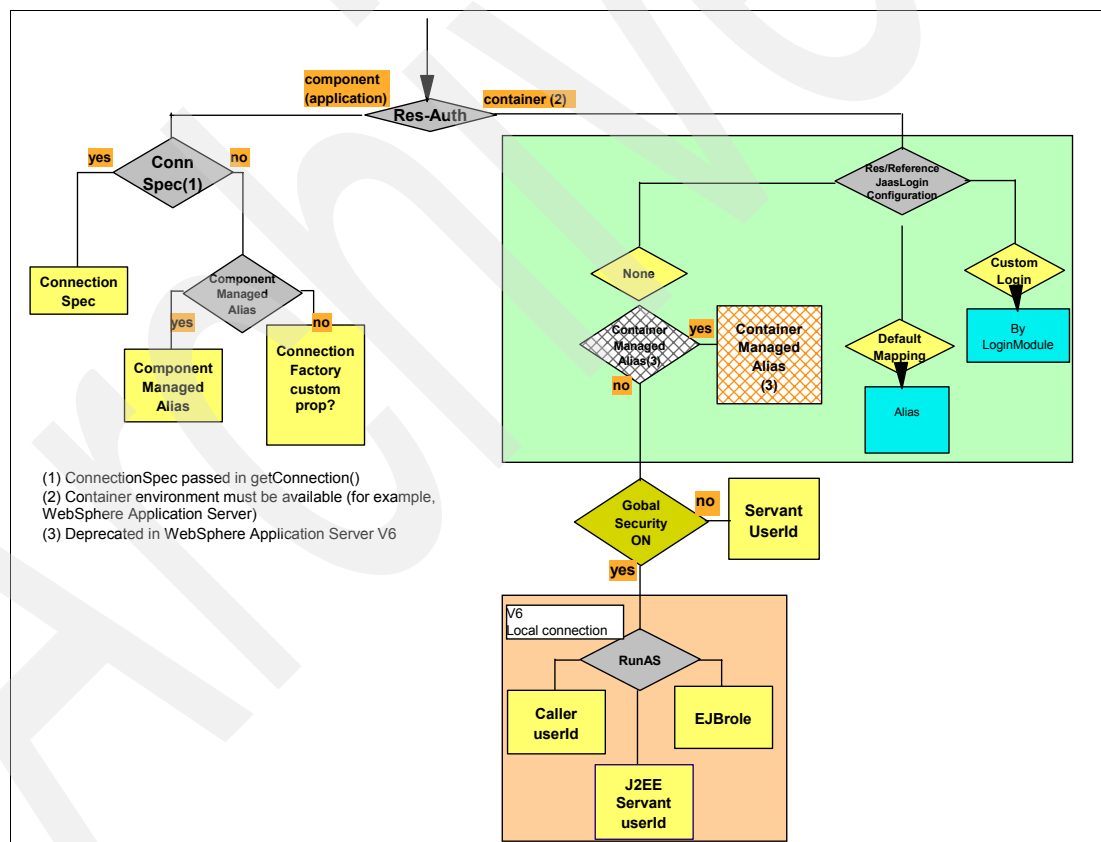 component
(application)
container (2)
Res-Auth
yes
Conn
Spec(1)
no
Res/Reference
JaasLogin
Configuration
Connection
Spec
Component
Managed
Alias
yes
no
None
Custom
Login
Component
Managed
Alias
Connection
Factory
custom
prop?
Container
Managed
Alias(3)
yes
no
Container
Managed
Alias
(3)
Default
Mapping
By
LoginModule
Alias
(1) ConnectionSpec passed in getConnection()
(2) Container environment must be available (for example,
WebSphere Application Server)
(3) Deprecated in WebSphere Application Server V6
Gobal
Security
ON
no
Servant
UserId
yes
V6
Local connection
RunAS
Caller
userId
EJBrole
J2EE
Servant
userId